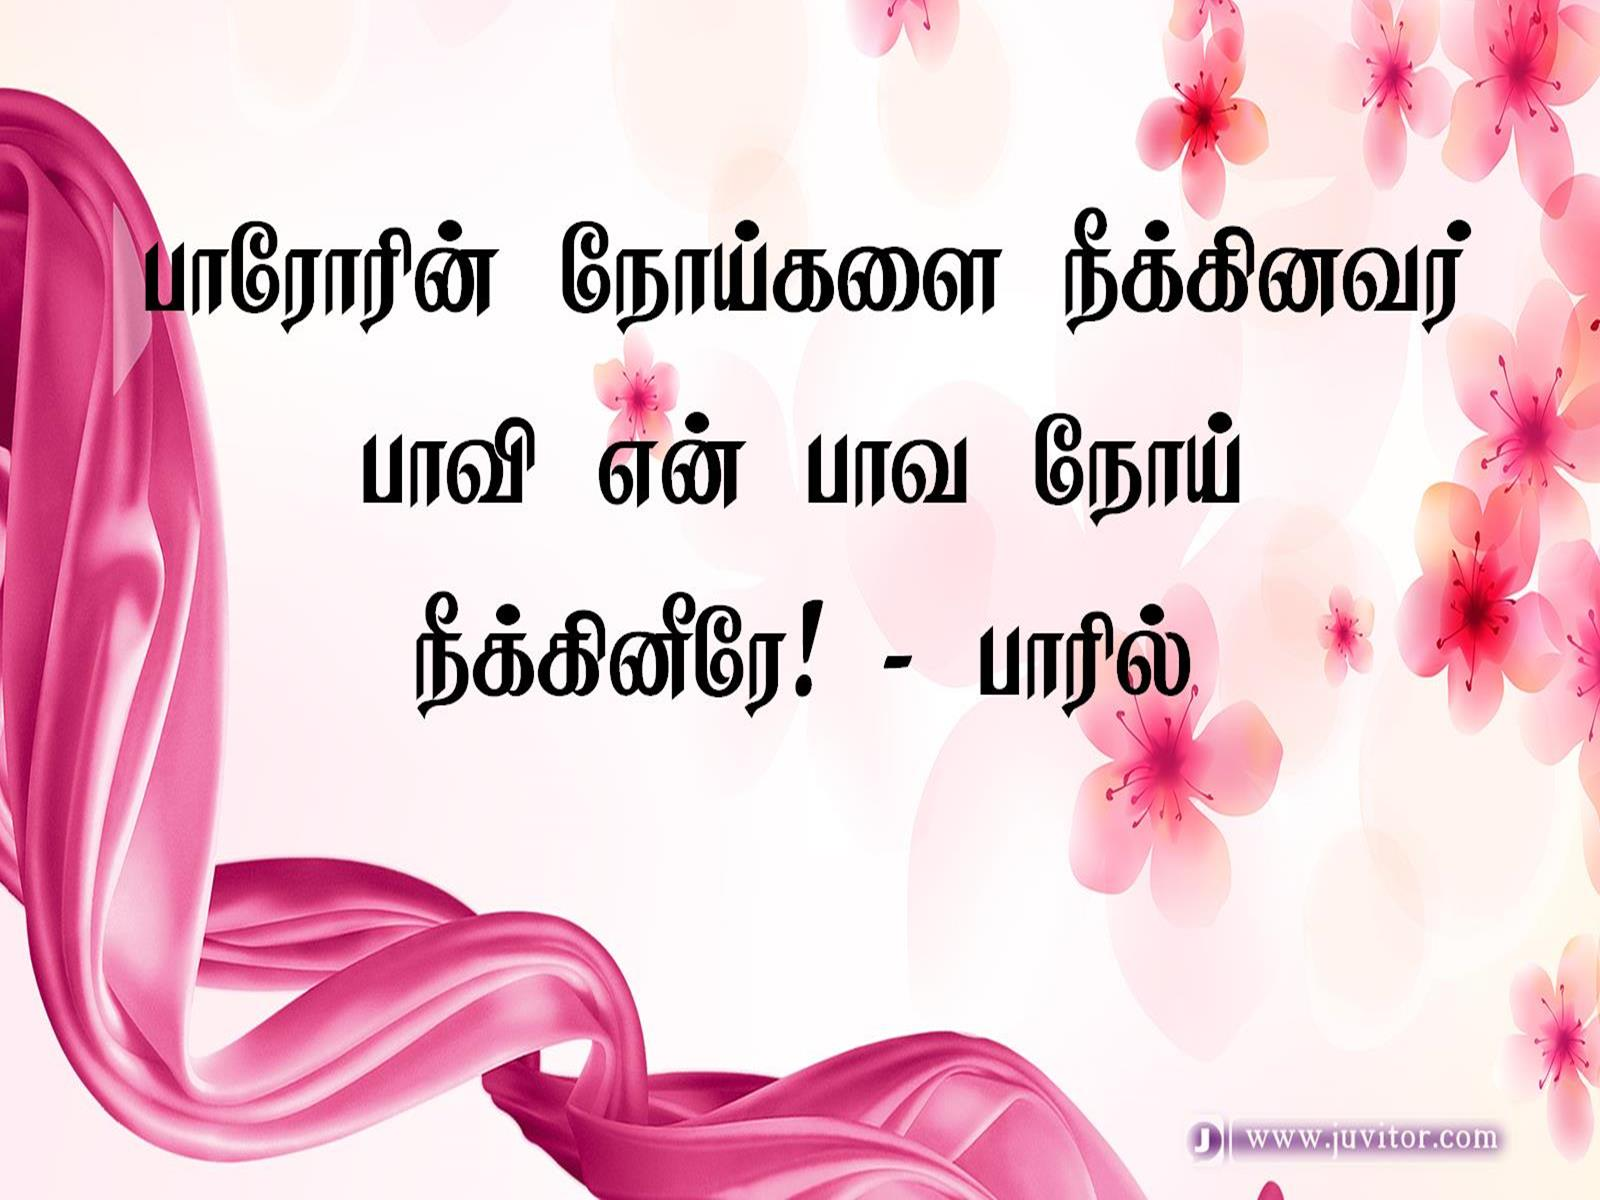 பாரோரின் நோய்களை நீக்கினவர்
பாவி என் பாவ நோய்
நீக்கினீரே! - பாரில்
J www.juvitor.com